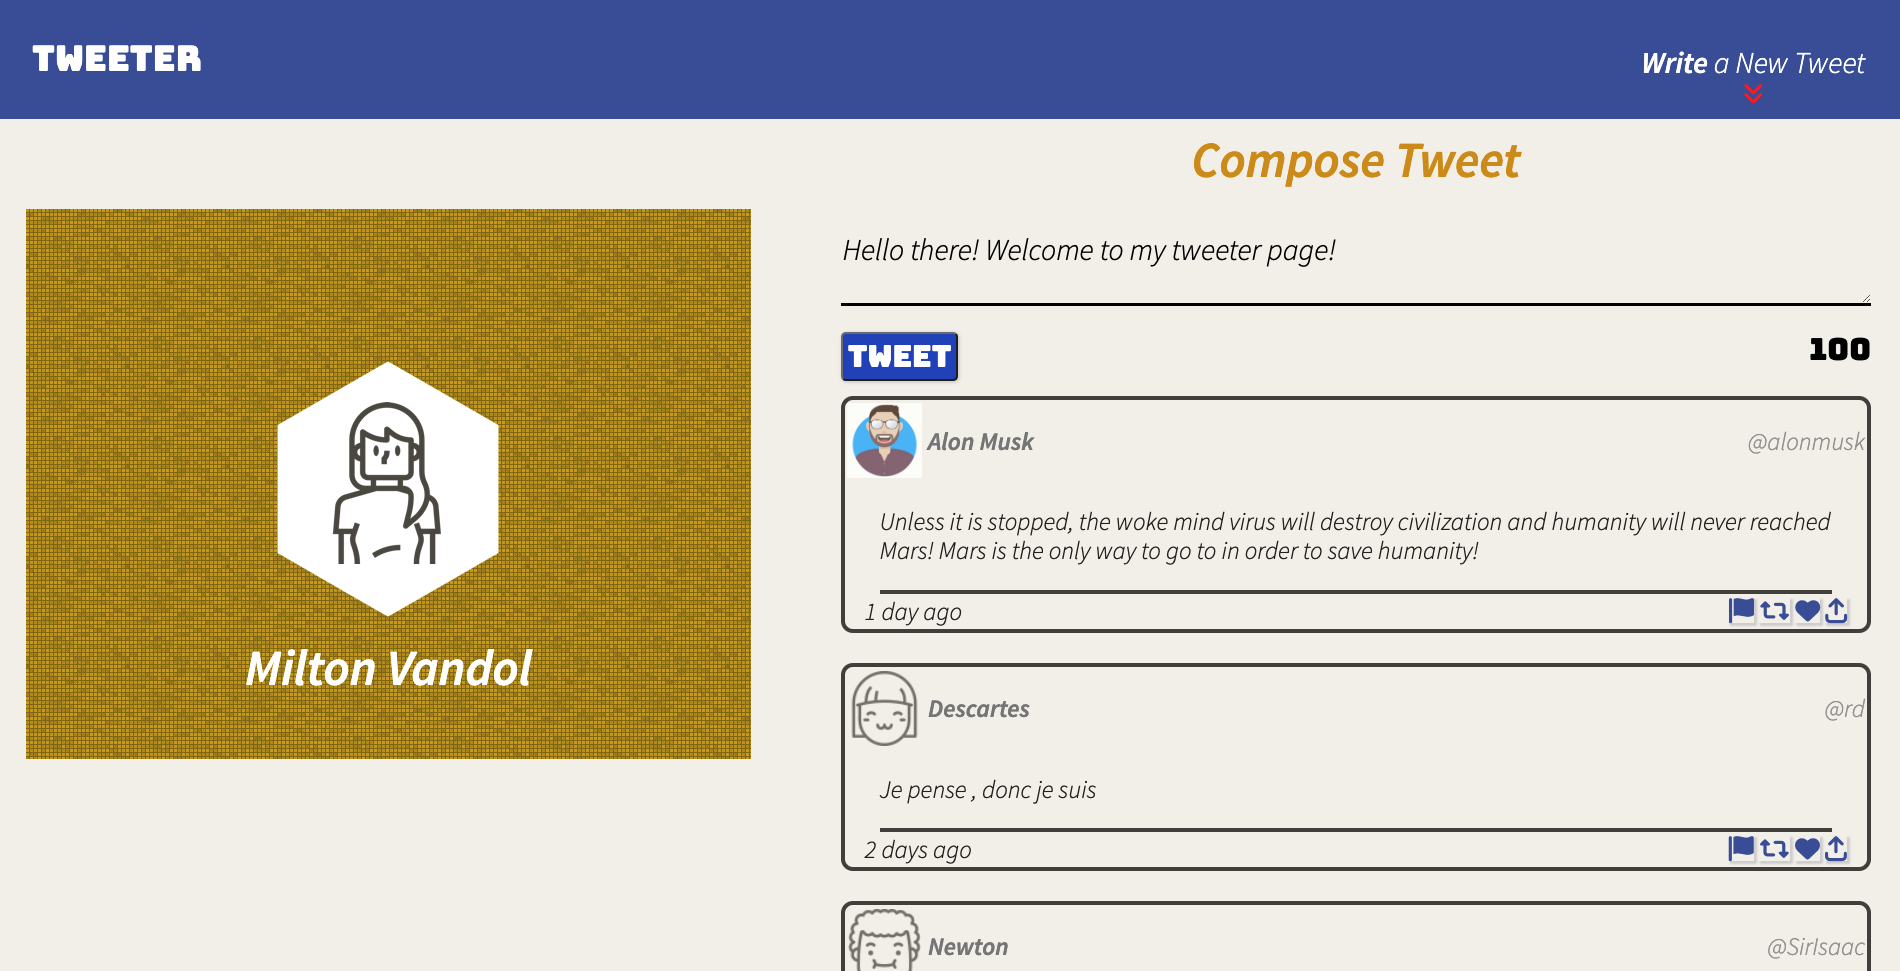 TWEETER
Write a New Tweet
Compose Tweet
Hello there! Welcome to my tweeter page!
TWEET
100
Milton Vandol
Alon Musk
@alonmusk
Unless it is stopped, the woke mind virus will destroy civilization and humanity will never reached
Mars! Mars is the only way to go to in order to save humanity!
1 day ago
Descartes
@rd
Je pense , donc je suis
2 days ago
Newton
@SirIsaac